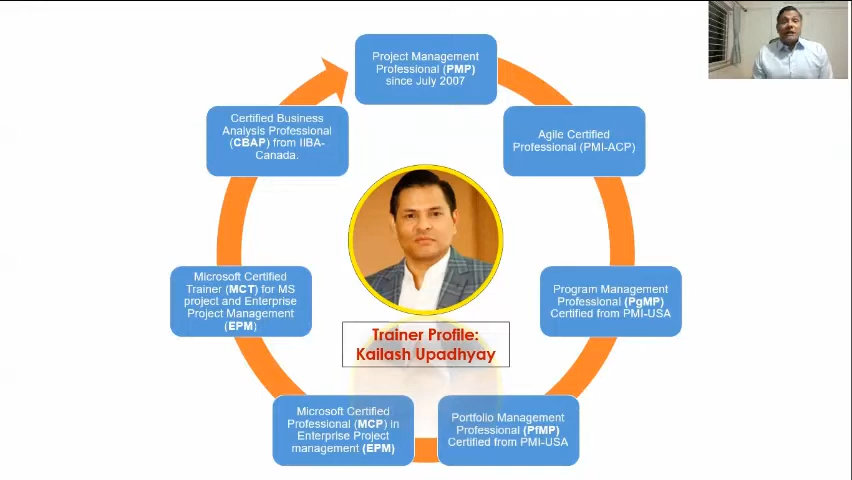 Project Management
Professional (PMP)
since July 2007
Agile Certified
Professional (PMI-ACP)
Program Management
Professional (PgMP)
Certified from PMI-USA
Portfolio Management
Professional (PfMP)
Certified from PMI-USA
Microsoft Certified
Professional (MCP) in
Enterprise Project
management (EPM)
Microsoft Certified
Trainer (MCT) for MS
project and Enterprise
Project Management
(EPM)
Certified Business
Analysis Professional
(CBAP) from IIBA-
Canada.
Trainer Profile:
Kailash Upadhyay